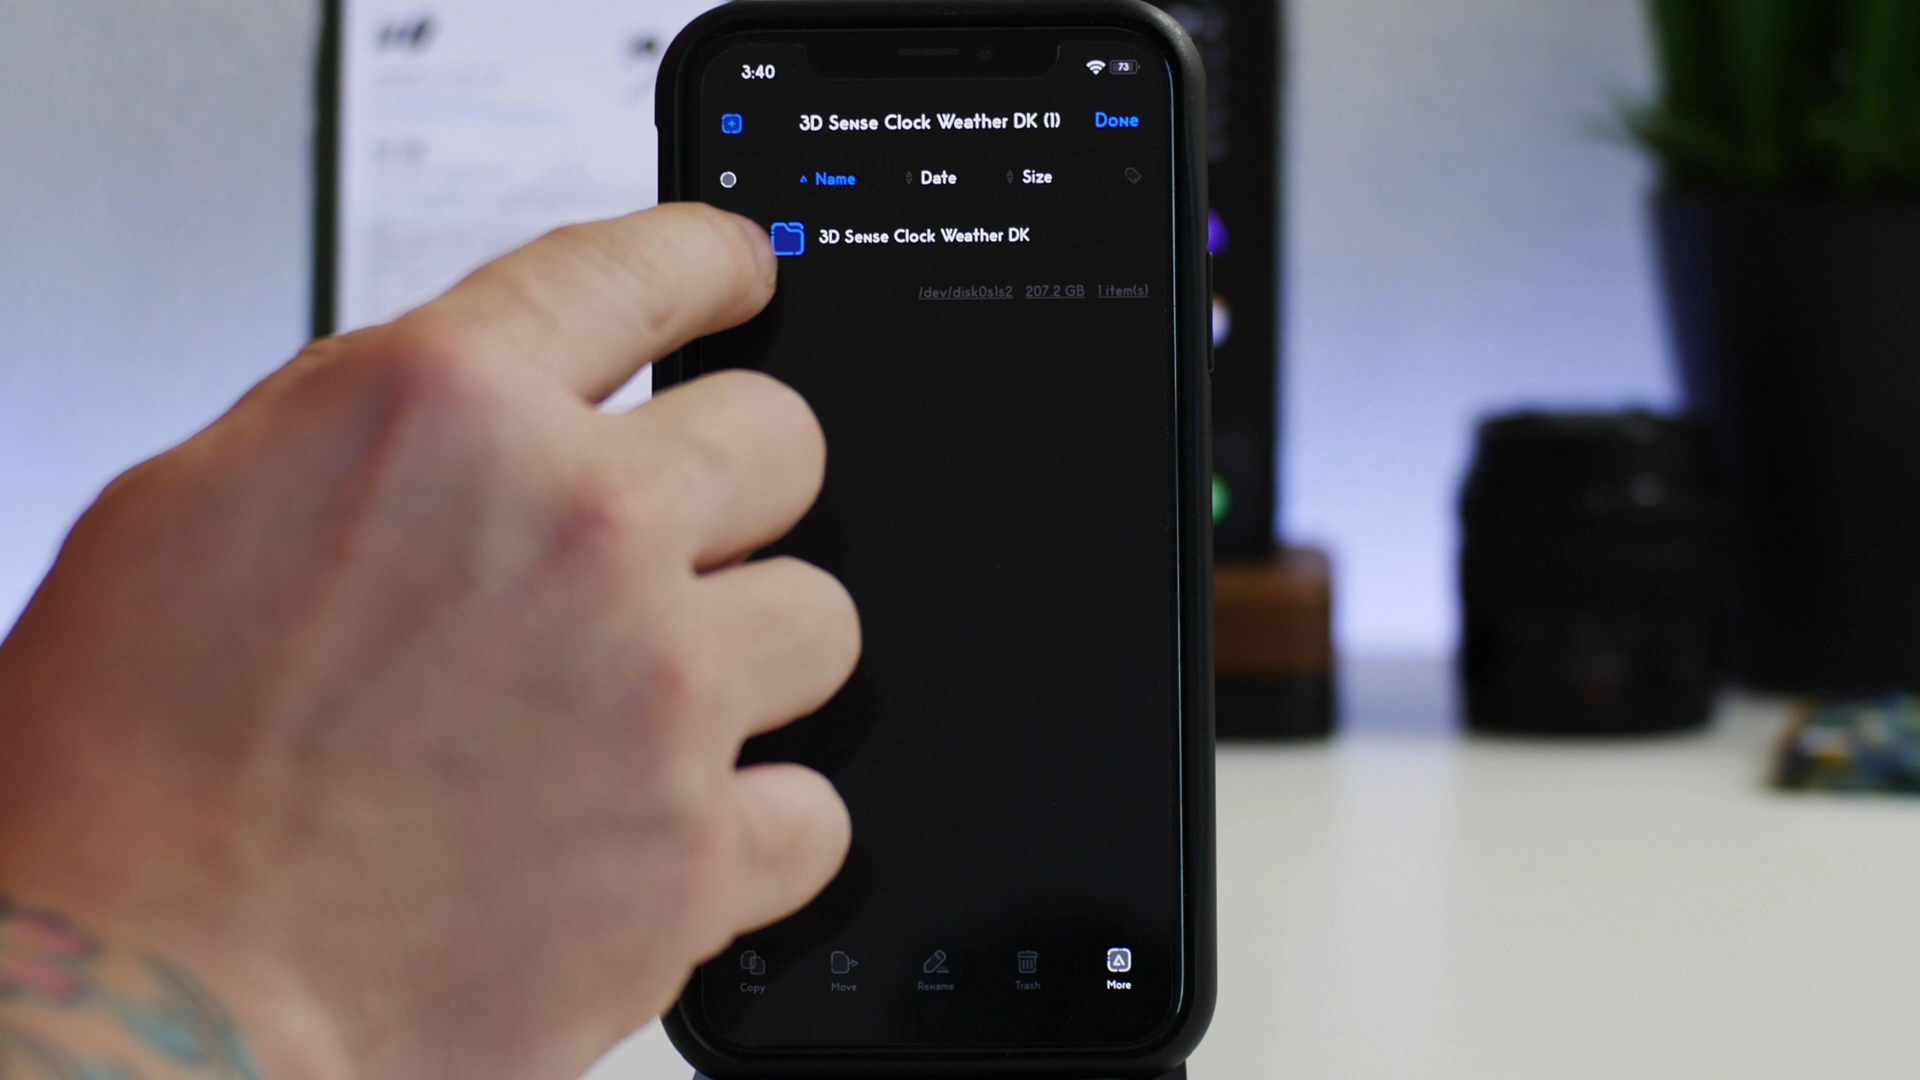 3:40
73
3D Sense Clock Weather DK (1)
Done
Name
Date
Size
3D Sense Clock Weather DK
/dev/disk0s1s2 207.2 GB 1 item(s)
Copy
Move
Rename
Trash
More